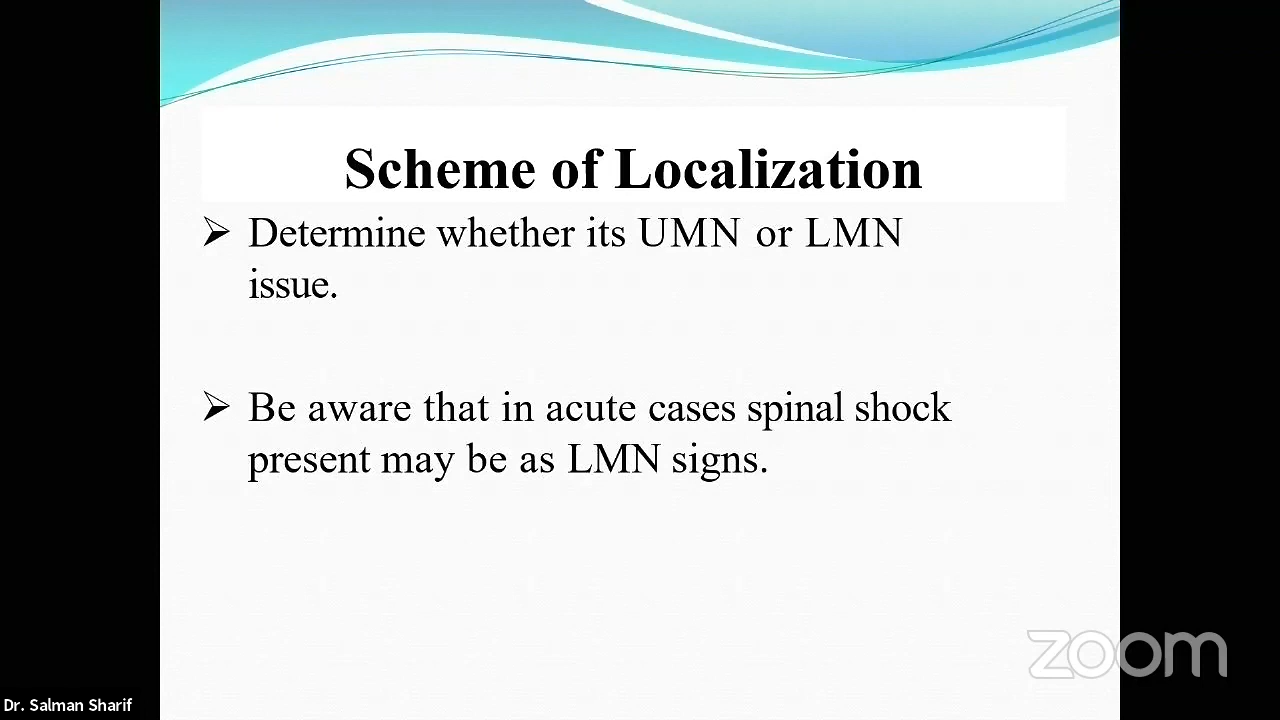 Scheme of Localization
Determine whether its UMN or LMN
issue.
Be aware that in acute cases spinal shock
present may be as LMN signs.
zoom
Dr. Salman Sharif